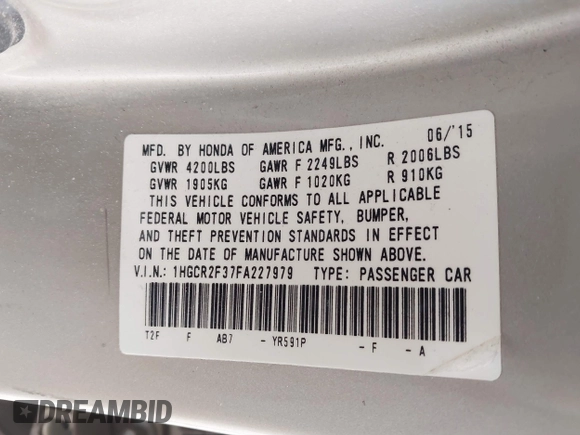 MFD. BY HONDA OF AMERICA MFG., INC. 06/'15
GVWR 4200LBS GAWR F 2249LBS R 2006LBS
GVWR 1905KG GAWR F 1020KG R 910KG
THIS VEHICLE CONFORMS TO ALL APPLICABLE
FEDERAL MOTOR VEHICLE SAFETY, BUMPER,
AND THEFT PREVENTION STANDARDS IN EFFECT
ON THE DATE OF MANUFACTURE SHOWN ABOVE.
V.I.N.: 1HGCR2F37FA227979 TYPE: PASSENGER CAR
T2F F AB7 - YR591P - F - A
DREAMBID